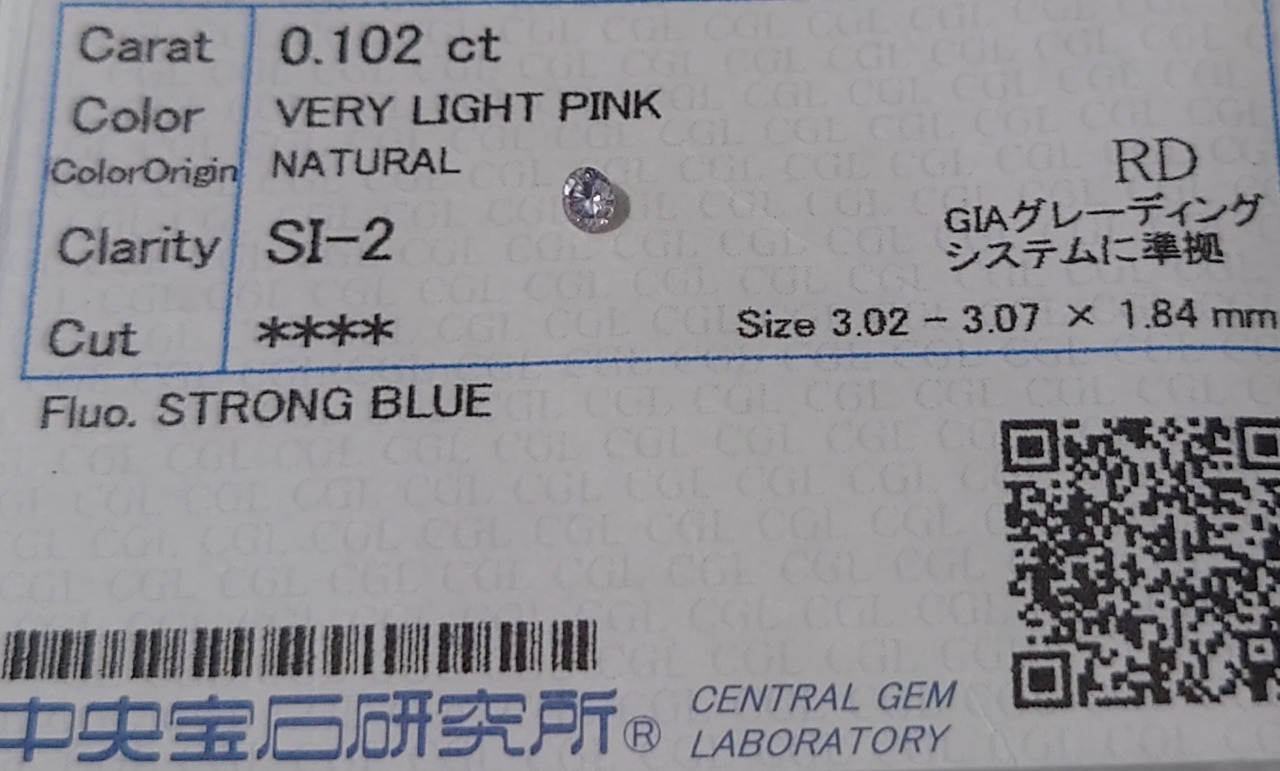 Carat 0.102 ct
Color VERY LIGHT PINK
ColorOrigin NATURAL
RD
Clarity SI-2
GIAグレーディング
システムに準拠
Cut ****
Size 3.02 - 3.07 × 1.84 mm
Fluo. STRONG BLUE
中央宝石研究所®
CENTRAL GEM
LABORATORY